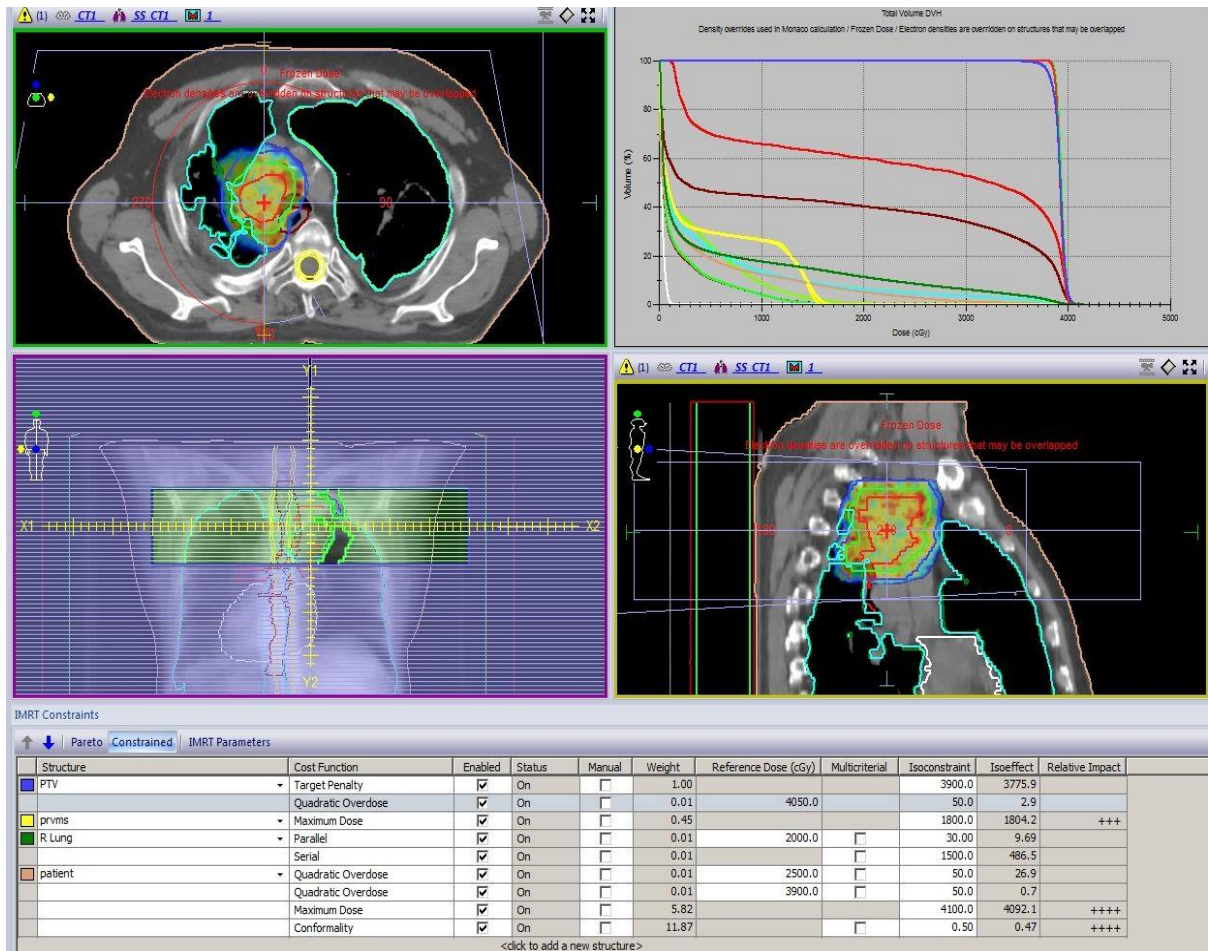 (1) CT1 SS CT1 1
Frozen Dose
Electron densities are overridden on structures that may be overlapped
0
270
90
Total Volume DVH
Density overrides used in Monaco calculation / Frozen Dose / Electron densities are overridden on structures that may be overlapped
Volume (%)
100
80
60
40
20
0
0 1000 2000 3000 4000 5000
Dose (cGy)
Y1
X1
X2
Y2
(1) CT1 SS CT1 1
Frozen Dose
Electron densities are overridden on structures that may be overlapped
180
270
0
IMRT Constraints
Pareto Constrained IMRT Parameters
Structure Cost Function Enabled Status Manual Weight Reference Dose (cGy) Multicriterial Isoconstraint Isoeffect Relative Impact
PTV Target Penalty On 1.00 3900.0 3775.9
Quadratic Overdose On 0.01 4050.0 50.0 2.9
prvms Maximum Dose On 0.45 1800.0 1804.2 +++
R Lung Parallel On 0.01 2000.0 30.00 9.69
Serial On 0.01 1500.0 486.5
patient Quadratic Overdose On 0.01 2500.0 50.0 26.9
Quadratic Overdose On 0.01 3900.0 50.0 0.7
Maximum Dose On 5.82 4100.0 4092.1 ++++
Conformality On 11.87 0.50 0.47 ++++
<click to add a new structure>